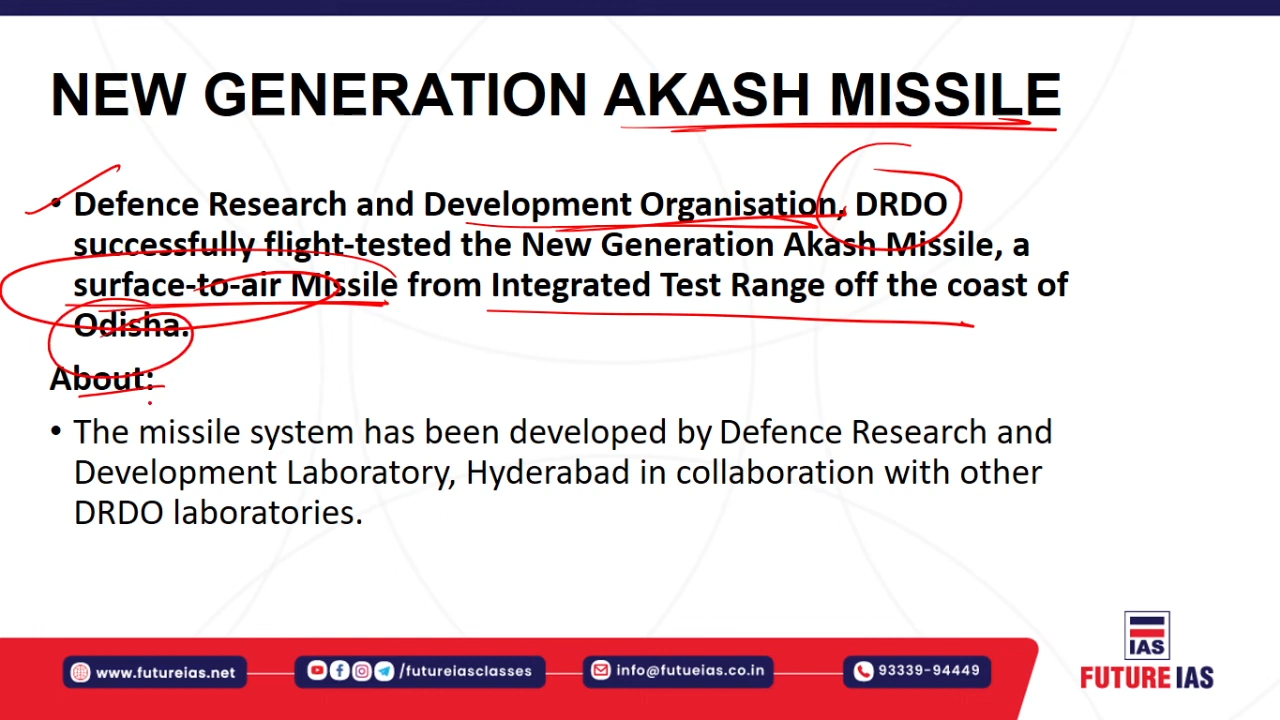 NEW GENERATION AKASH MISSILE
• Defence Research and Development Organisation, DRDO
successfully flight-tested the New Generation Akash Missile, a
surface-to-air Missile from Integrated Test Range off the coast of
Odisha.
About:
• The missile system has been developed by Defence Research and
Development Laboratory, Hyderabad in collaboration with other
DRDO laboratories.
IAS
FUTURE IAS
www.futureias.net
/futureiasclasses
info@futueias.co.in
93339-94449